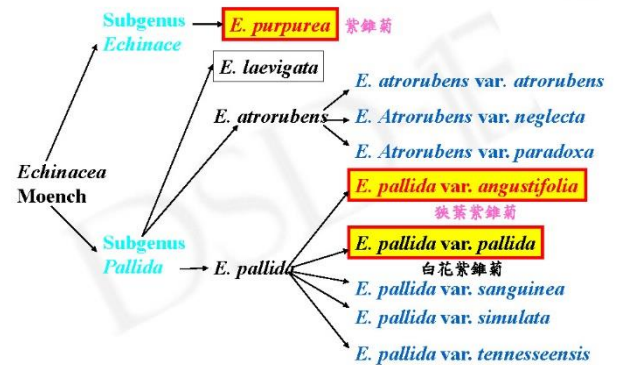 Subgenus
Echinace
E. purpurea 紫錐菊
E. laevigata
E. atrorubens
E. atrorubens var. atrorubens
E. Atrorubens var. neglecta
E. Atrorubens var. paradoxa
Echinacea
Moench
E. pallida var. angustifolia
狹葉紫錐菊
Subgenus
Pallida
E. pallida
E. pallida var. pallida
白花紫錐菊
E. pallida var. sanguinea
E. pallida var. simulata
E. pallida var. tennesseensis